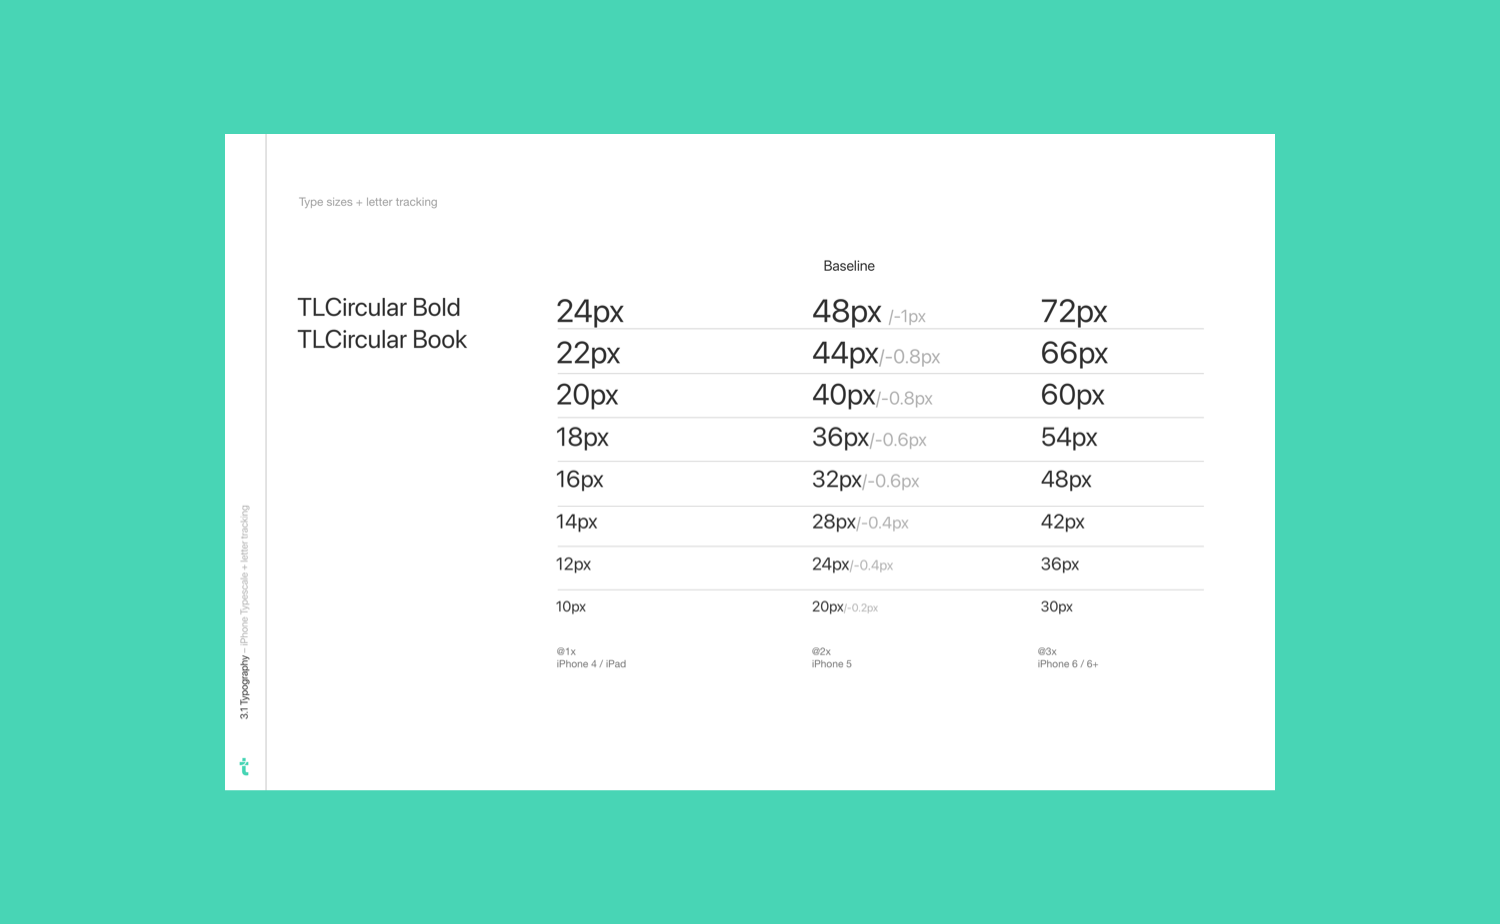 Type sizes + letter tracking
Baseline
TLCircular Bold
TLCircular Book
24px 48px /-1px 72px
22px 44px/-0.8px 66px
20px 40px/-0.8px 60px
18px 36px/-0.6px 54px
16px 32px/-0.6px 48px
14px 28px/-0.4px 42px
12px 24px/-0.4px 36px
10px 20px/-0.2px 30px
@1x @2x @3x
iPhone 4 / iPad iPhone 5 iPhone 6 / 6+
3.1 Typography – iPhone Typescale + letter tracking